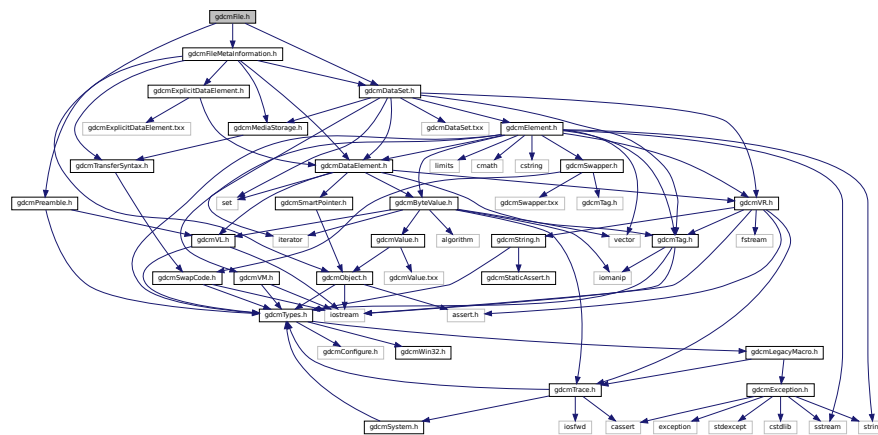 gdcmFile.h
gdcmFileMetaInformation.h
gdcmExplicitDataElement.h
gdcmDataSet.h
gdcmExplicitDataElement.txx
gdcmMediaStorage.h
gdcmDataSet.txx
gdcmElement.h
gdcmTransferSyntax.h
gdcmDataElement.h
limits
cmath
cstring
gdcmSwapper.h
gdcmPreamble.h
set
gdcmSmartPointer.h
gdcmByteValue.h
gdcmSwapper.txx
gdcmTag.h
gdcmVR.h
gdcmVL.h
iterator
gdcmValue.h
algorithm
gdcmString.h
vector
gdcmTag.h
fstream
gdcmSwapCode.h
gdcmVM.h
gdcmObject.h
gdcmValue.txx
gdcmStaticAssert.h
iomanip
gdcmTypes.h
iostream
assert.h
gdcmConfigure.h
gdcmWin32.h
gdcmLegacyMacro.h
gdcmTrace.h
gdcmException.h
gdcmSystem.h
iosfwd
cassert
exception
stdexcept
cstdlib
sstream